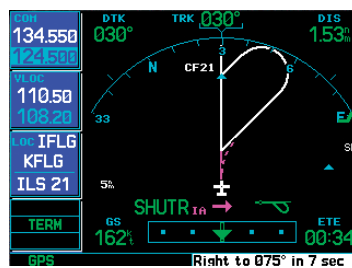 COM
134.550
124.500
VLOC
110.50
108.20
LOC IFLG
KFLG
ILS 21
TERM
GPS
DTK
030°
TRK 030°
DIS
1.53nm
N
3
6
E
33
CF21
5nm
SHUTR IA
GS
162kt
ETE
00:34
Right to 075° in 7 sec